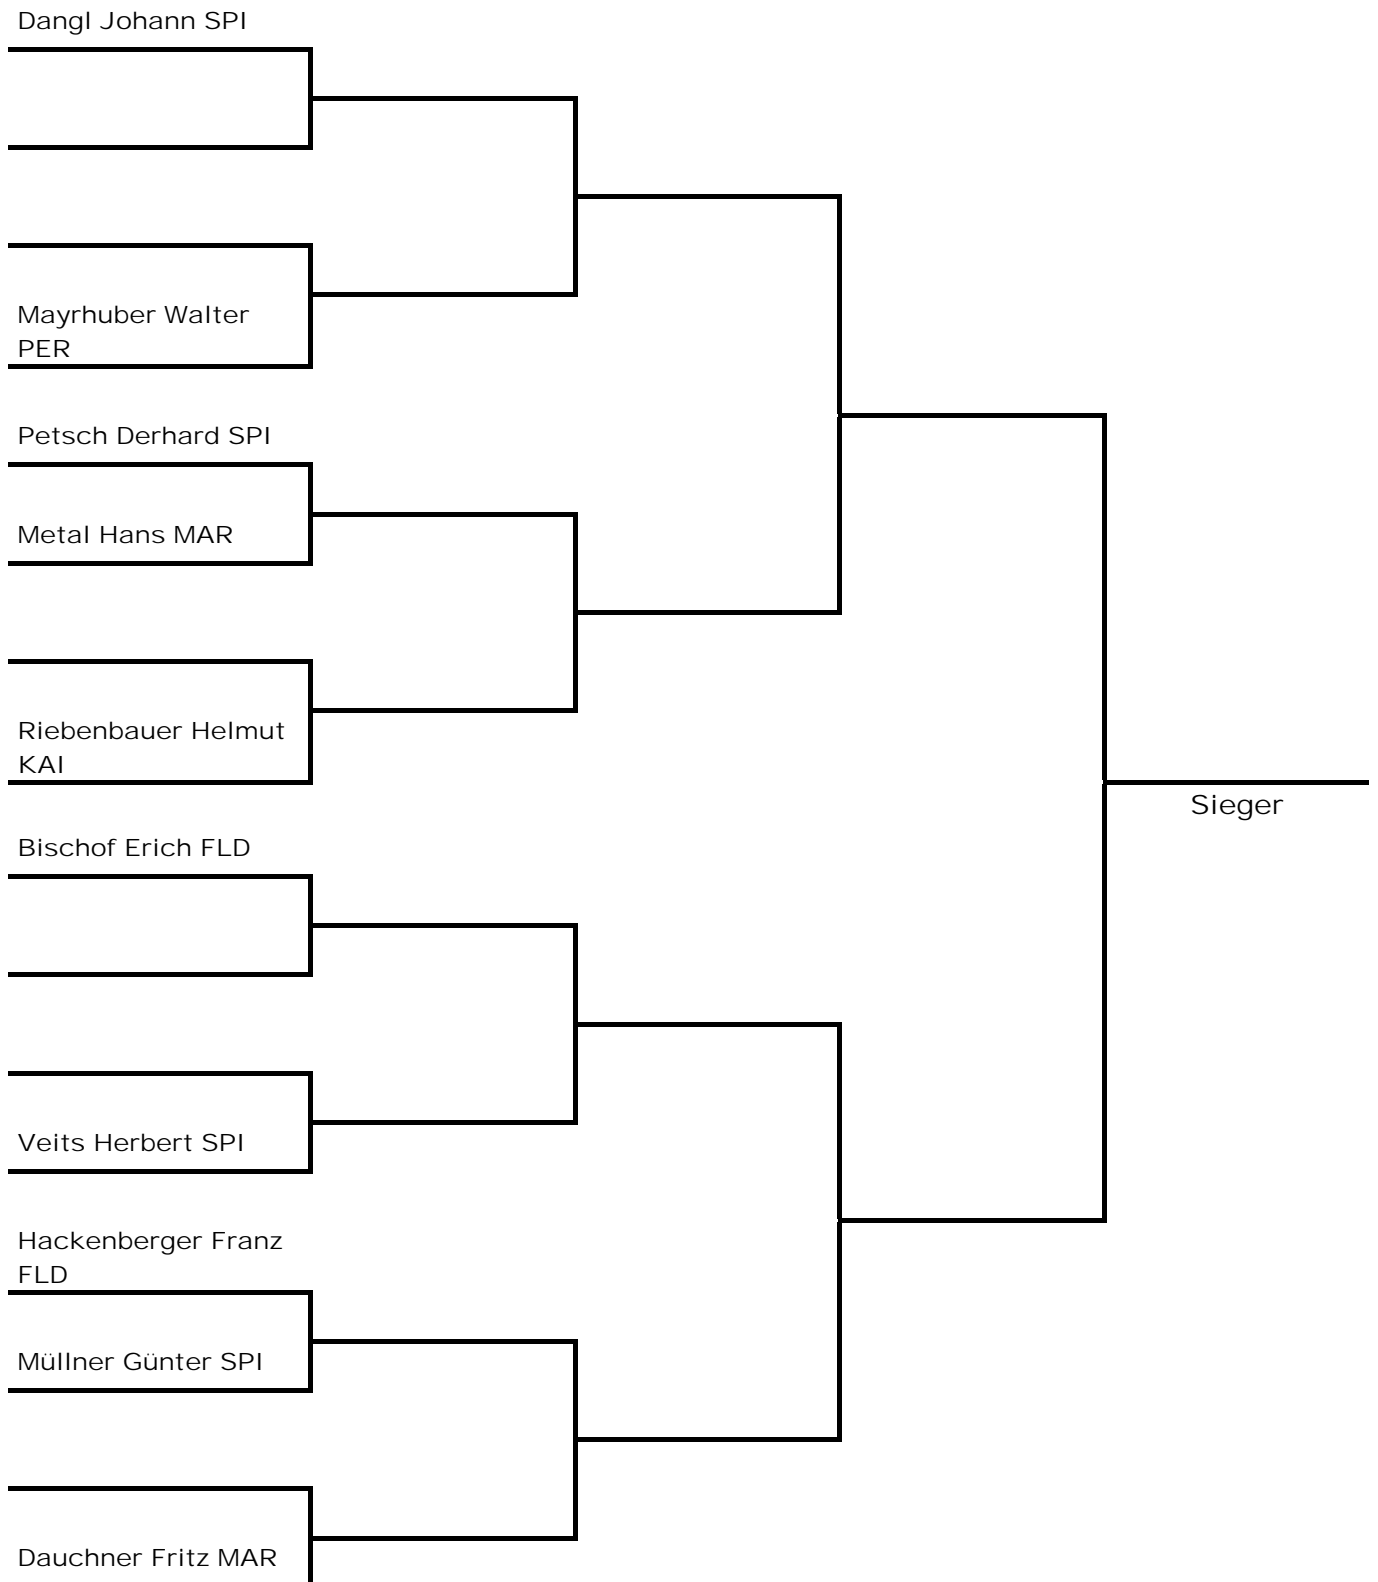 Dangl Johann SPI
Mayrhuber Walter
PER
Petsch Derhard SPI
Metal Hans MAR
Riebenbauer Helmut
KAI
Sieger
Bischof Erich FLD
Veits Herbert SPI
Hackenberger Franz
FLD
Müllner Günter SPI
Dauchner Fritz MAR